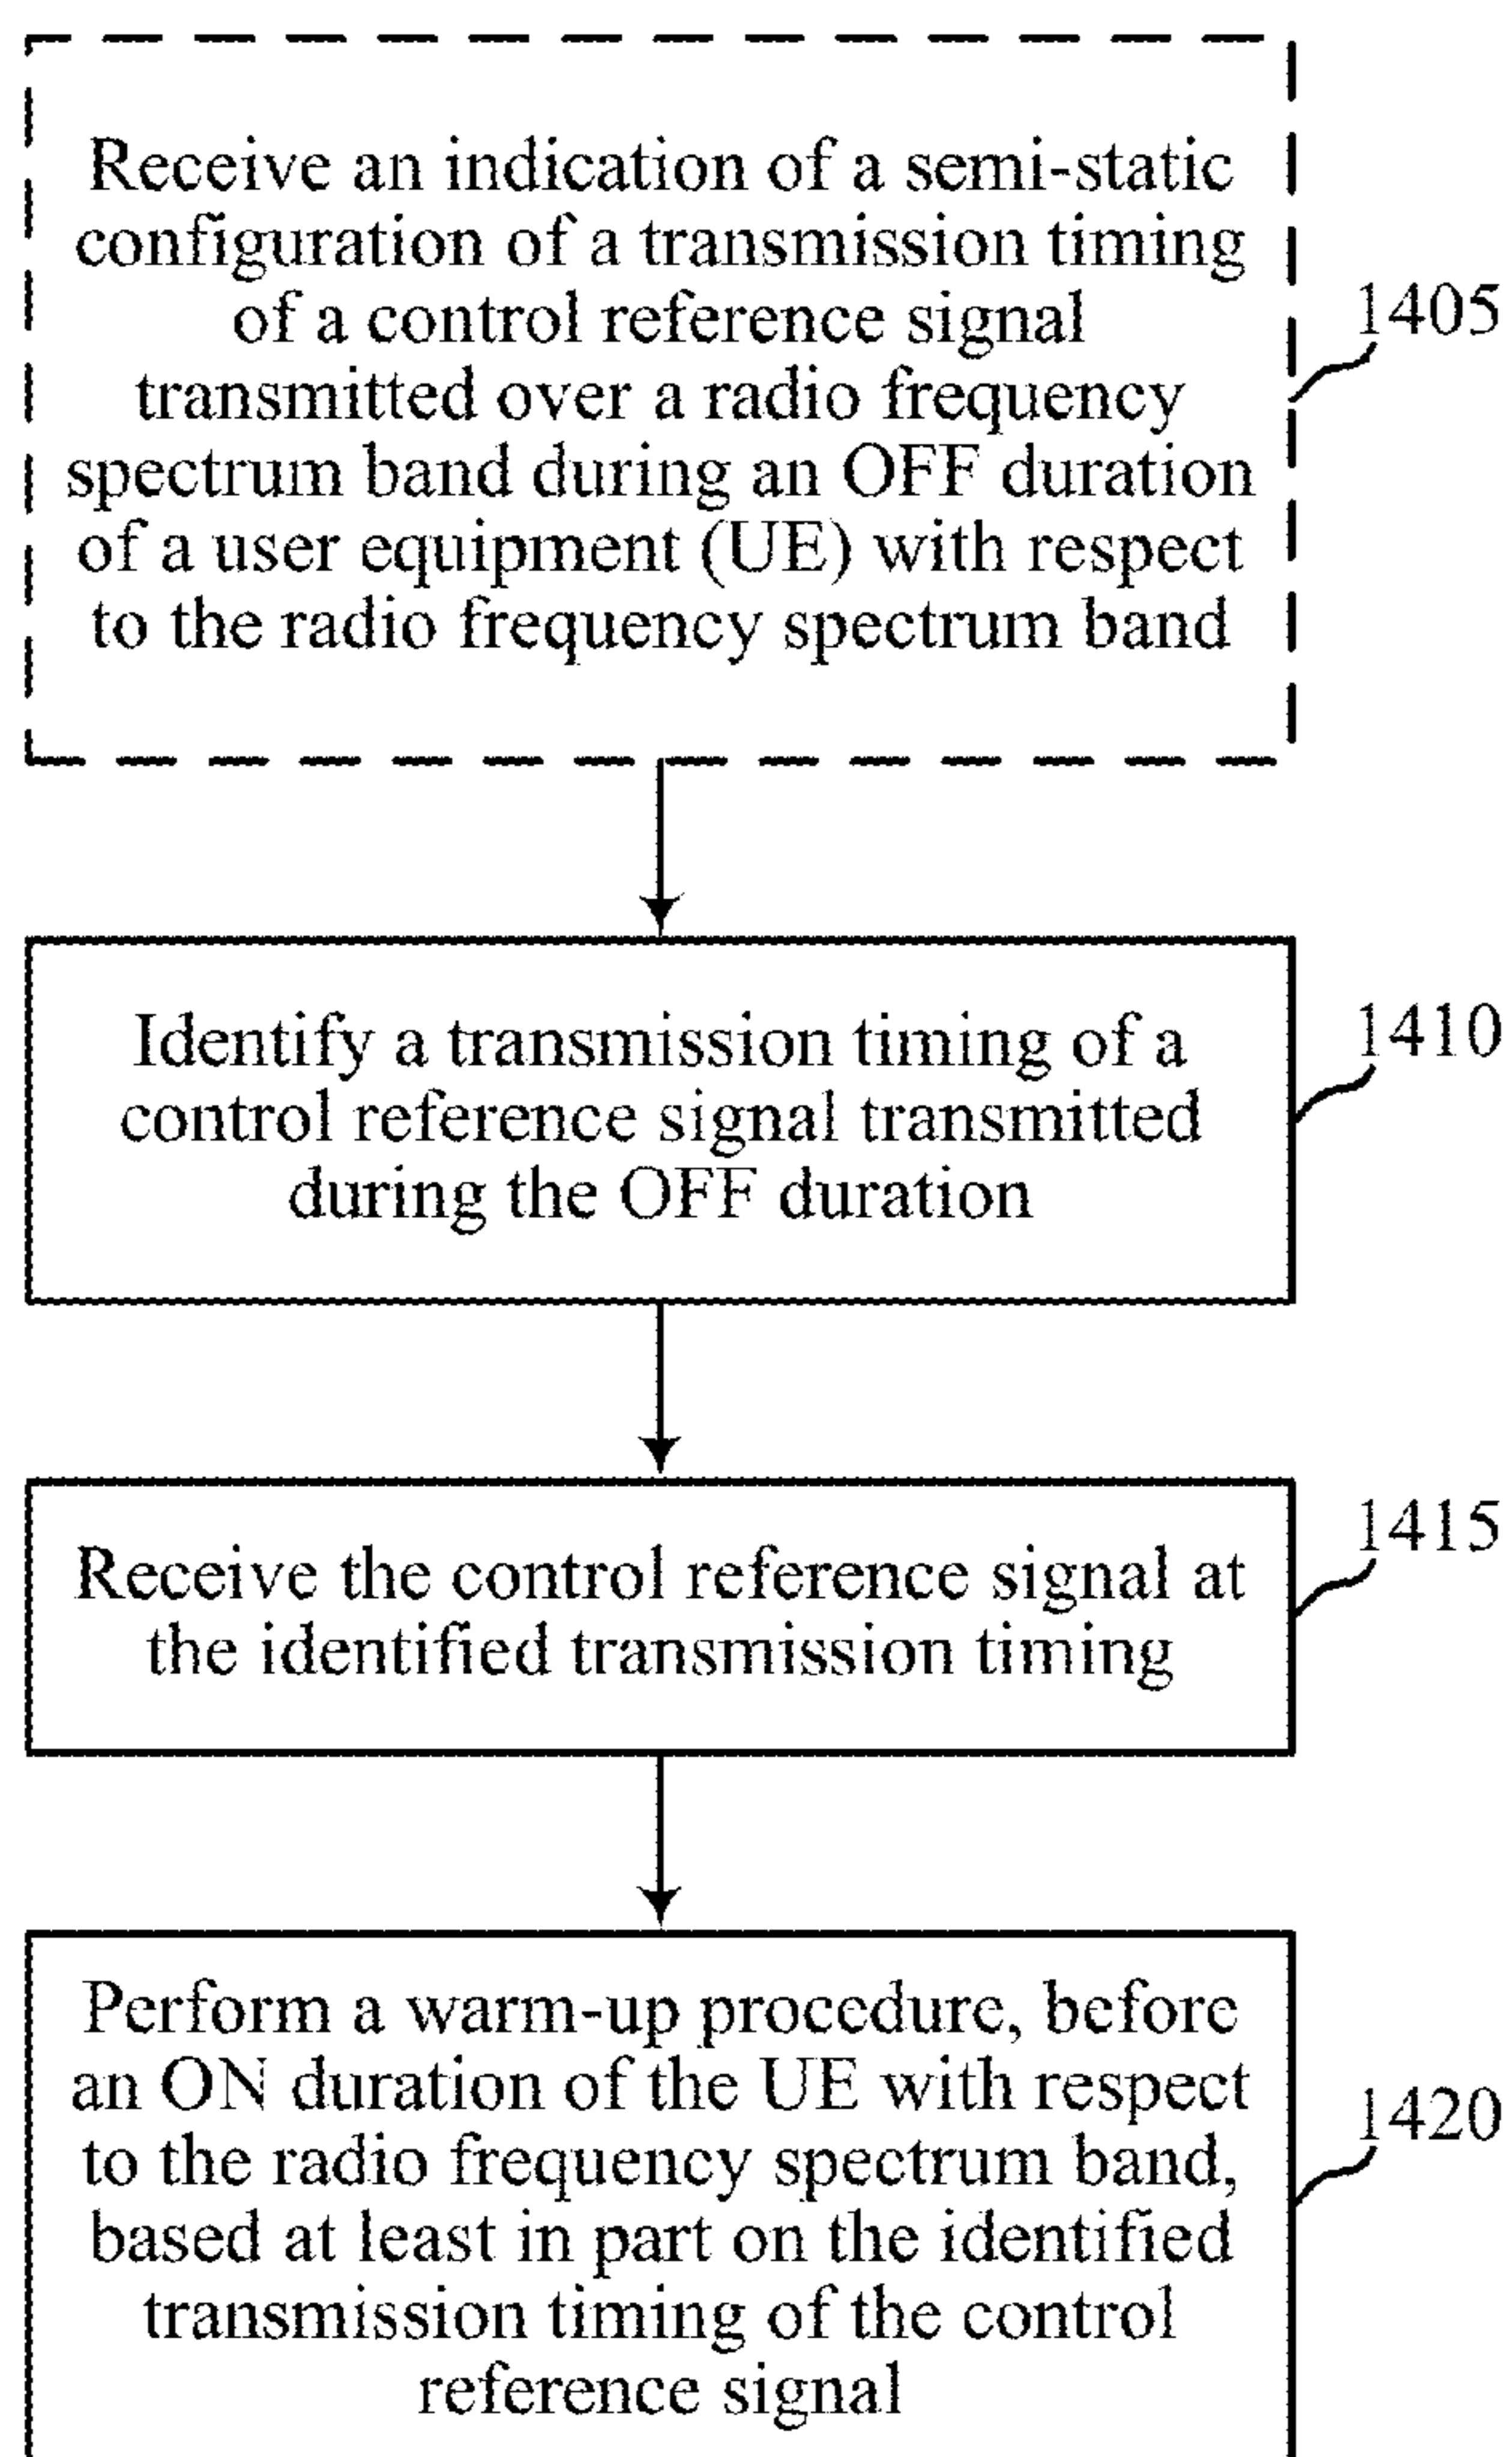 Receive an indication of a semi-static
configuration of a transmission timing
of a control reference signal
transmitted over a radio frequency
spectrum band during an OFF duration
of a user equipment (UE) with respect
to the radio frequency spectrum band
1405
Identify a transmission timing of a
control reference signal transmitted
during the OFF duration
1410
Receive the control reference signal at
the identified transmission timing
1415
Perform a warm-up procedure, before
an ON duration of the UE with respect
to the radio frequency spectrum band,
based at least in part on the identified
transmission timing of the control
reference signal
1420